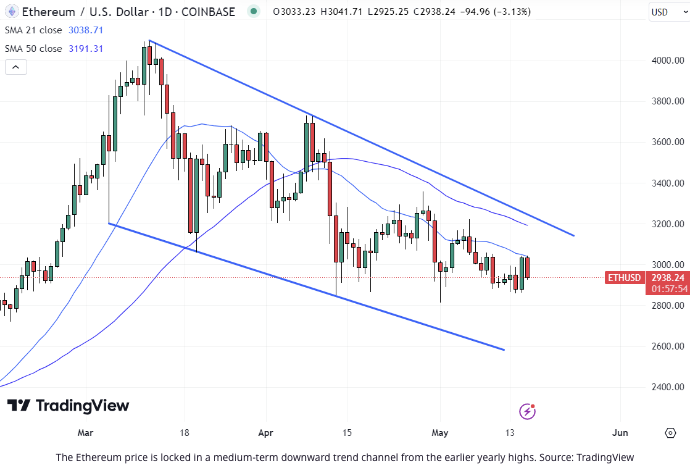 Ethereum / U.S. Dollar · 1D · COINBASE O3033.23 H3041.71 L2925.25 C2938.24 −94.96 (−3.13%) USD
SMA 21 close 3038.71
SMA 50 close 3191.31
4000.00
3800.00
3600.00
3400.00
3200.00
3000.00
ETHUSD 2938.24
01:57:54
2800.00
2600.00
2400.00
TradingView
Mar 18 Apr 15 May 13 Jun
The Ethereum price is locked in a medium-term downward trend channel from the earlier yearly highs. Source: TradingView